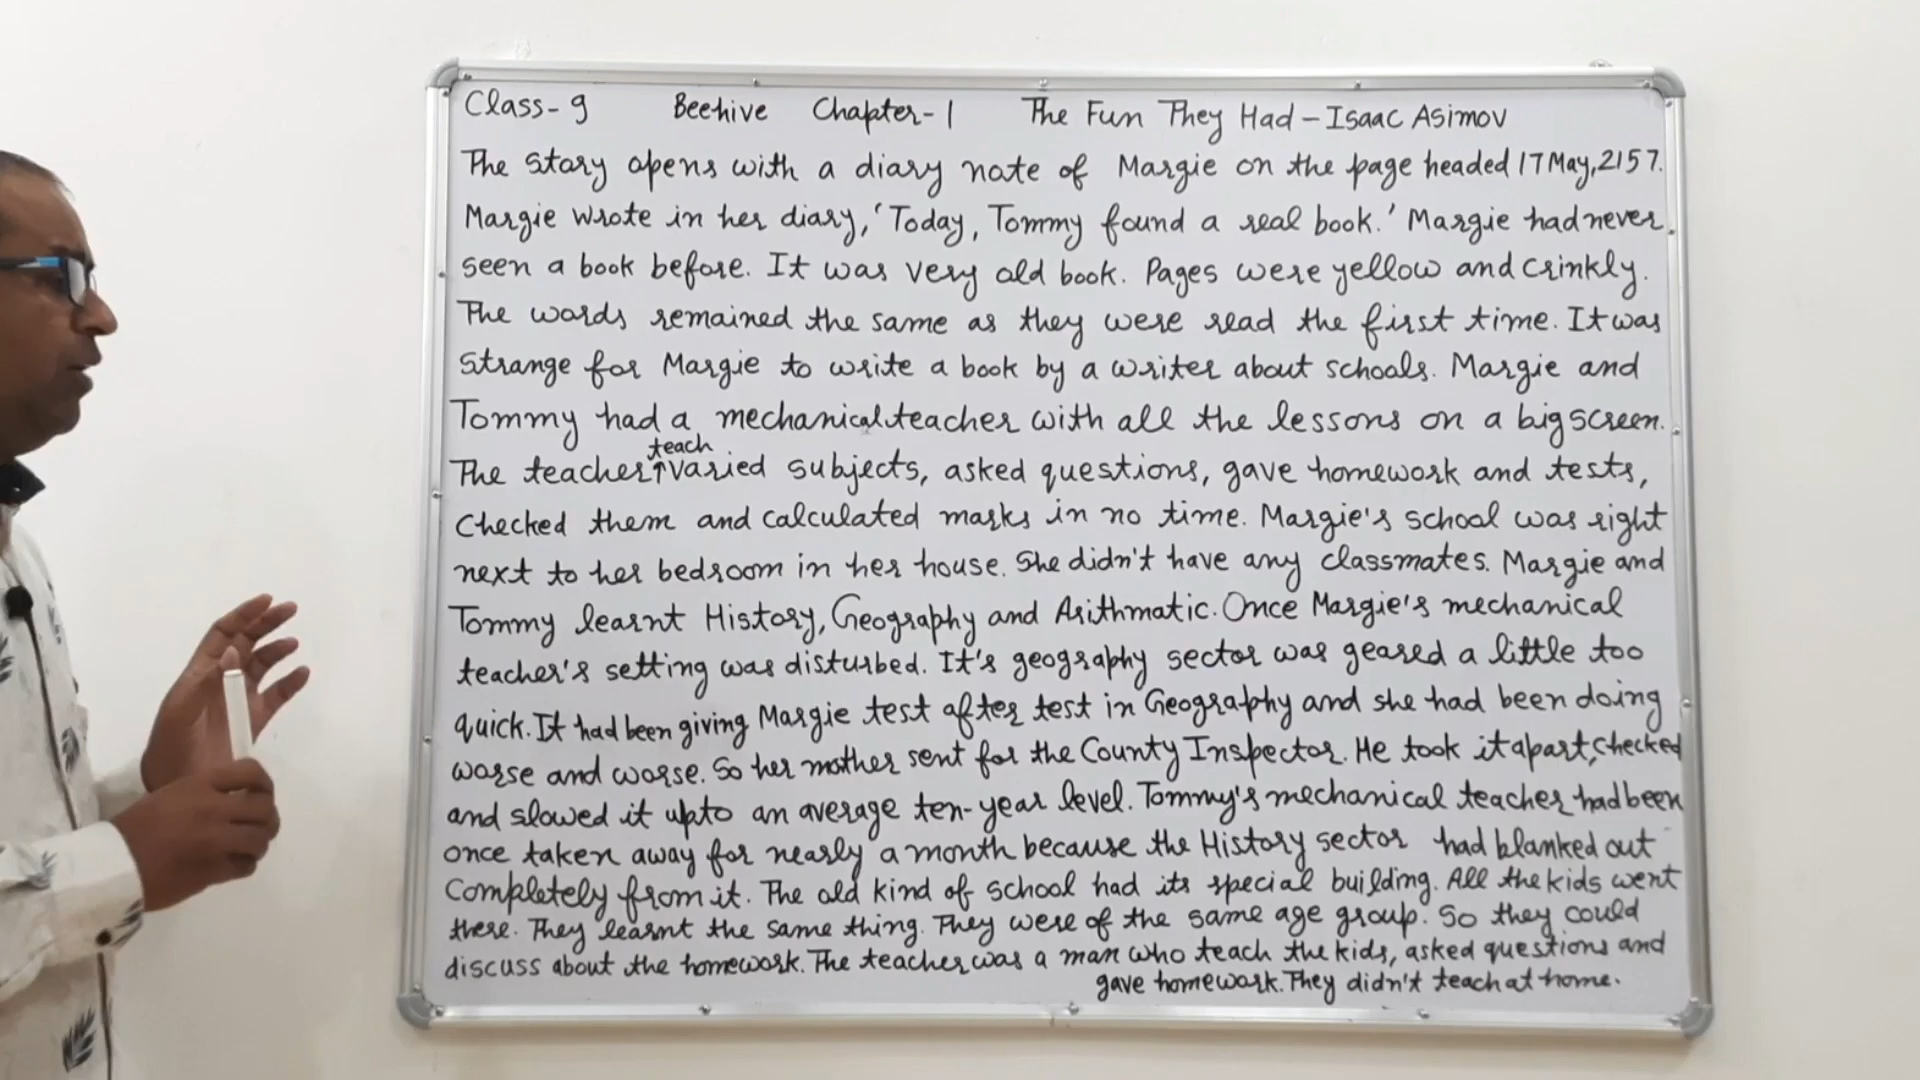 Class-9 Beehive Chapter-1 The Fun They Had - Isaac Asimov
The story opens with a diary note of Margie on the page headed 17 May, 2157.
Margie wrote in her diary, 'Today, Tommy found a real book.' Margie had never
seen a book before. It was very old book. Pages were yellow and crinkly.
The words remained the same as they were read the first time. It was
strange for Margie to write a book by a writer about schools. Margie and
Tommy had a mechanical teacher with all the lessons on a big screen.
The teacher ↑teach varied subjects, asked questions, gave homework and tests,
checked them and calculated marks in no time. Margie's school was right
next to her bedroom in her house. She didn't have any classmates. Margie and
Tommy learnt History, Geography and Arithmatic. Once Margie's mechanical
teacher's setting was disturbed. It's geography sector was geared a little too
quick. It had been giving Margie test after test in Geography and she had been doing
worse and worse. So her mother sent for the County Inspector. He took it apart, checked
and slowed it upto an average ten-year level. Tommy's mechanical teacher had been
once taken away for nearly a month because the History sector had blanked out
completely from it. The old kind of school had its special building. All the kids went
there. They learnt the same thing. They were of the same age group. So they could
discuss about the homework. The teacher was a man who teach the kids, asked questions and
gave homework. They didn't teach at home.